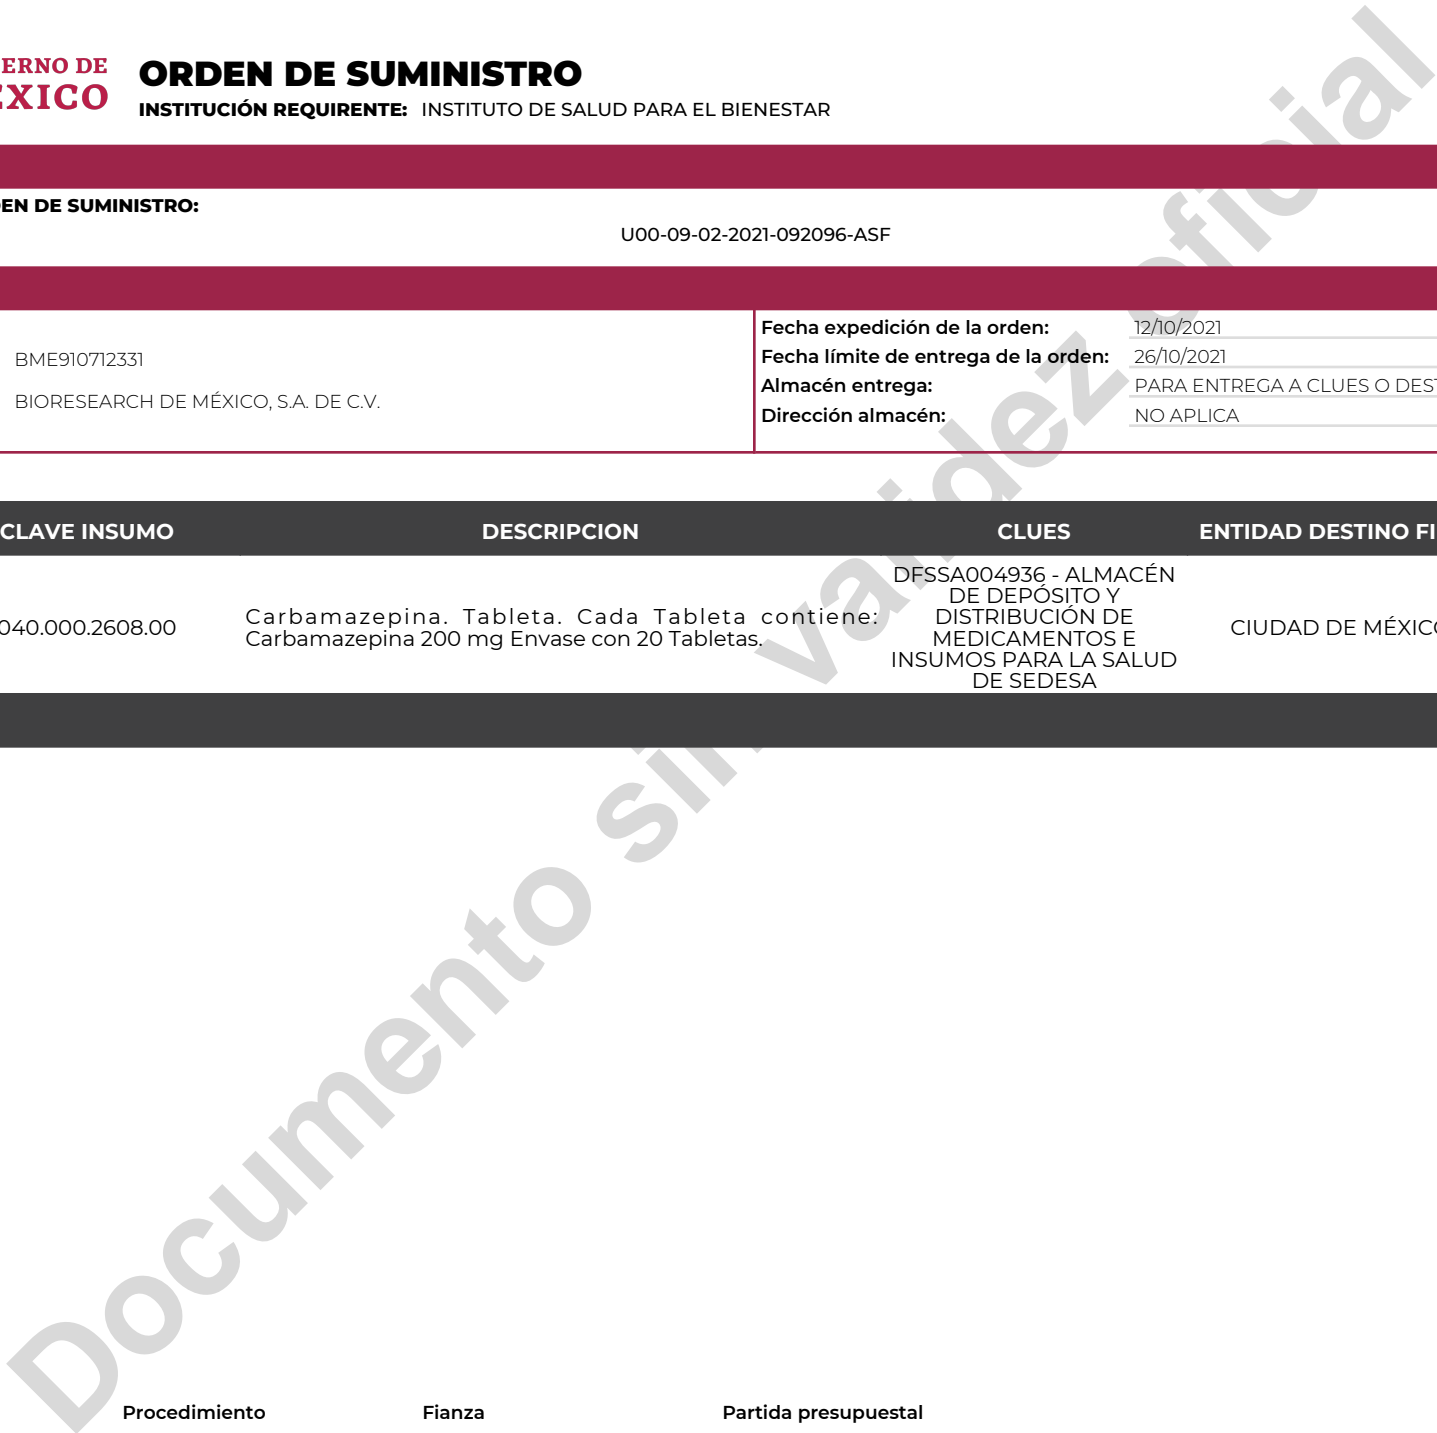 ERNO DE
ÉXICO
ORDEN DE SUMINISTRO
INSTITUCIÓN REQUIRENTE: INSTITUTO DE SALUD PARA EL BIENESTAR
EN DE SUMINISTRO:
U00-09-02-2021-092096-ASF
BME910712331
BIORESEARCH DE MÉXICO, S.A. DE C.V.
Fecha expedición de la orden: 12/10/2021
Fecha límite de entrega de la orden: 26/10/2021
Almacén entrega: PARA ENTREGA A CLUES O DEST
Dirección almacén: NO APLICA
CLAVE INSUMO DESCRIPCION CLUES ENTIDAD DESTINO FI
040.000.2608.00
Carbamazepina. Tableta. Cada Tableta contiene:
Carbamazepina 200 mg Envase con 20 Tabletas.
DFSSA004936 - ALMACÉN
DE DEPÓSITO Y
DISTRIBUCIÓN DE
MEDICAMENTOS E
INSUMOS PARA LA SALUD
DE SEDESA
CIUDAD DE MÉXICO
Documento sin validez oficial
Procedimiento Fianza Partida presupuestal